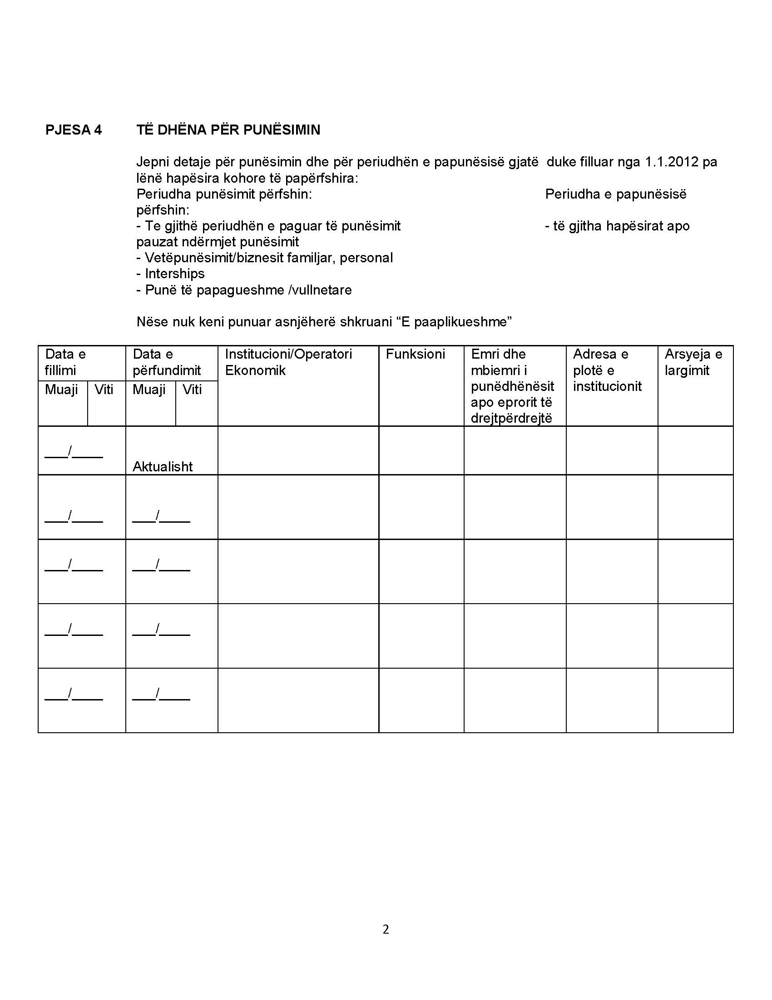 PJESA 4 TË DHËNA PËR PUNËSIMIN
Jepni detaje për punësimin dhe për periudhën e papunësisë gjatë duke filluar nga 1.1.2012 pa
lënë hapësira kohore të papërfshira:
Periudha punësimit përfshin: Periudha e papunësisë
përfshin:
- Te gjithë periudhën e paguar të punësimit - të gjitha hapësirat apo
pauzat ndërmjet punësimit
- Vetëpunësimit/biznesit familjar, personal
- Interships
- Punë të papagueshme /vullnetare
Nëse nuk keni punuar asnjëherë shkruani “E paaplikueshme”
Data e
fillimi
Data e
përfundimit
Institucioni/Operatori
Ekonomik
Funksioni
Emri dhe
mbiemri i
punëdhënësit
apo eprorit të
drejtpërdrejtë
Adresa e
plotë e
institucionit
Arsyeja e
largimit
Muaji Viti Muaji Viti
___/____
Aktualisht
___/____ ___/____
___/____ ___/____
___/____ ___/____
___/____ ___/____
2